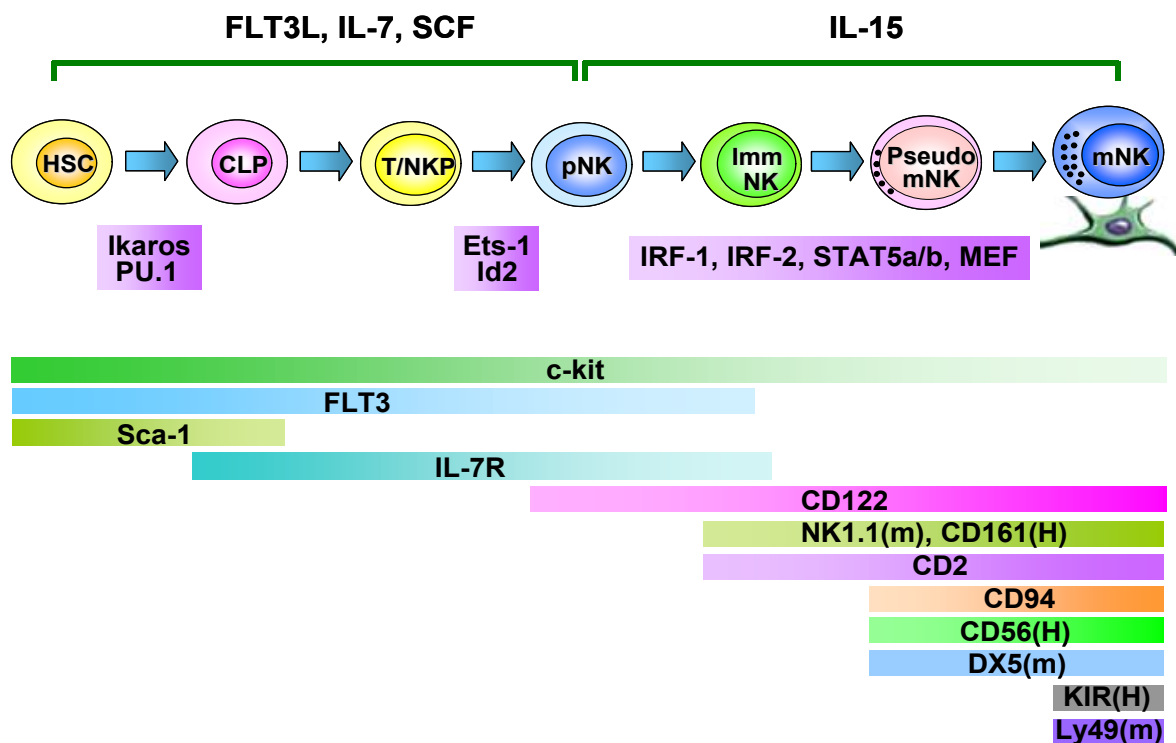 FLT3L, IL-7, SCF
IL-15
HSC
CLP
T/NKP
pNK
Imm
NK
Pseudo
mNK
mNK
Ikaros
PU.1
Ets-1
Id2
IRF-1, IRF-2, STAT5a/b, MEF
c-kit
FLT3
Sca-1
IL-7R
CD122
NK1.1(m), CD161(H)
CD2
CD94
CD56(H)
DX5(m)
KIR(H)
Ly49(m)